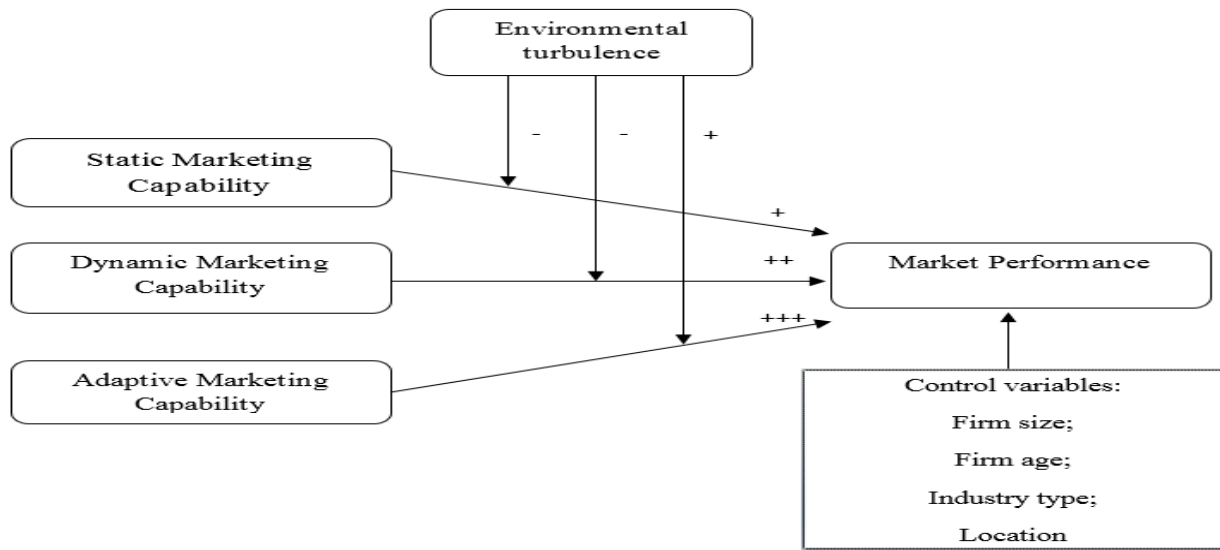 Environmental
turbulence
-
-
+
Static Marketing
Capability
+
Dynamic Marketing
Capability
++
Market Performance
+++
Adaptive Marketing
Capability
Control variables:
Firm size;
Firm age;
Industry type;
Location